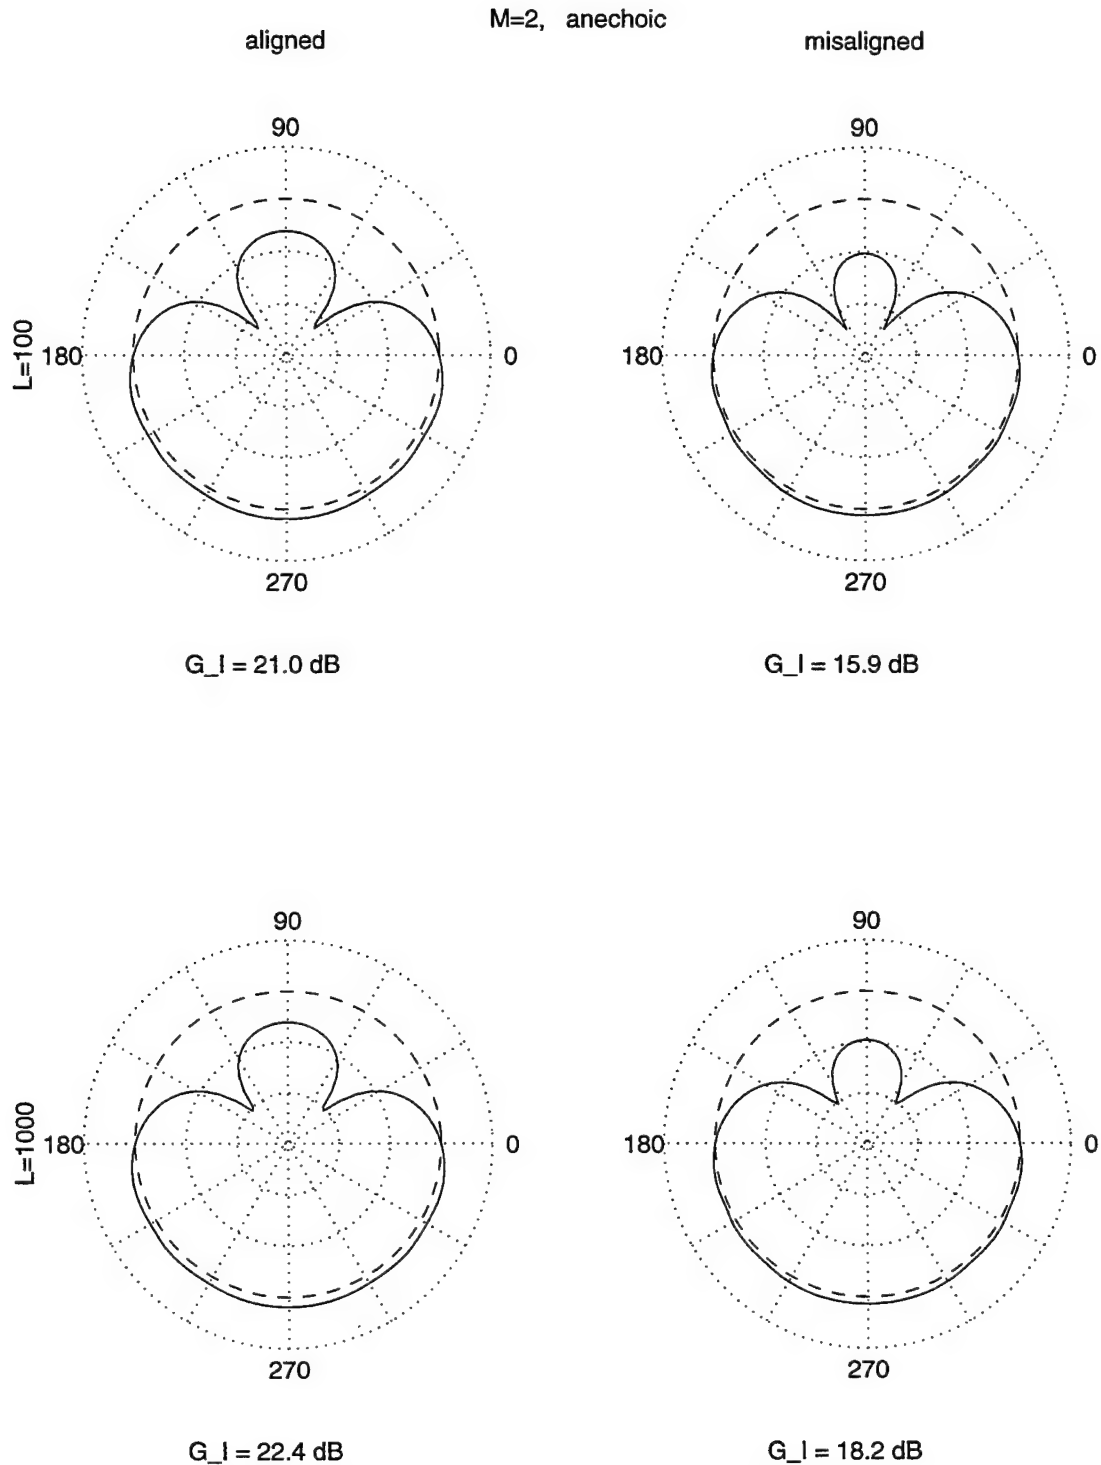 M=2, anechoic
aligned
misaligned
90
90
L=100
180
0
180
0
270
270
G_I = 21.0 dB
G_I = 15.9 dB
90
90
L=1000
180
0
180
0
270
270
G_I = 22.4 dB
G_I = 18.2 dB